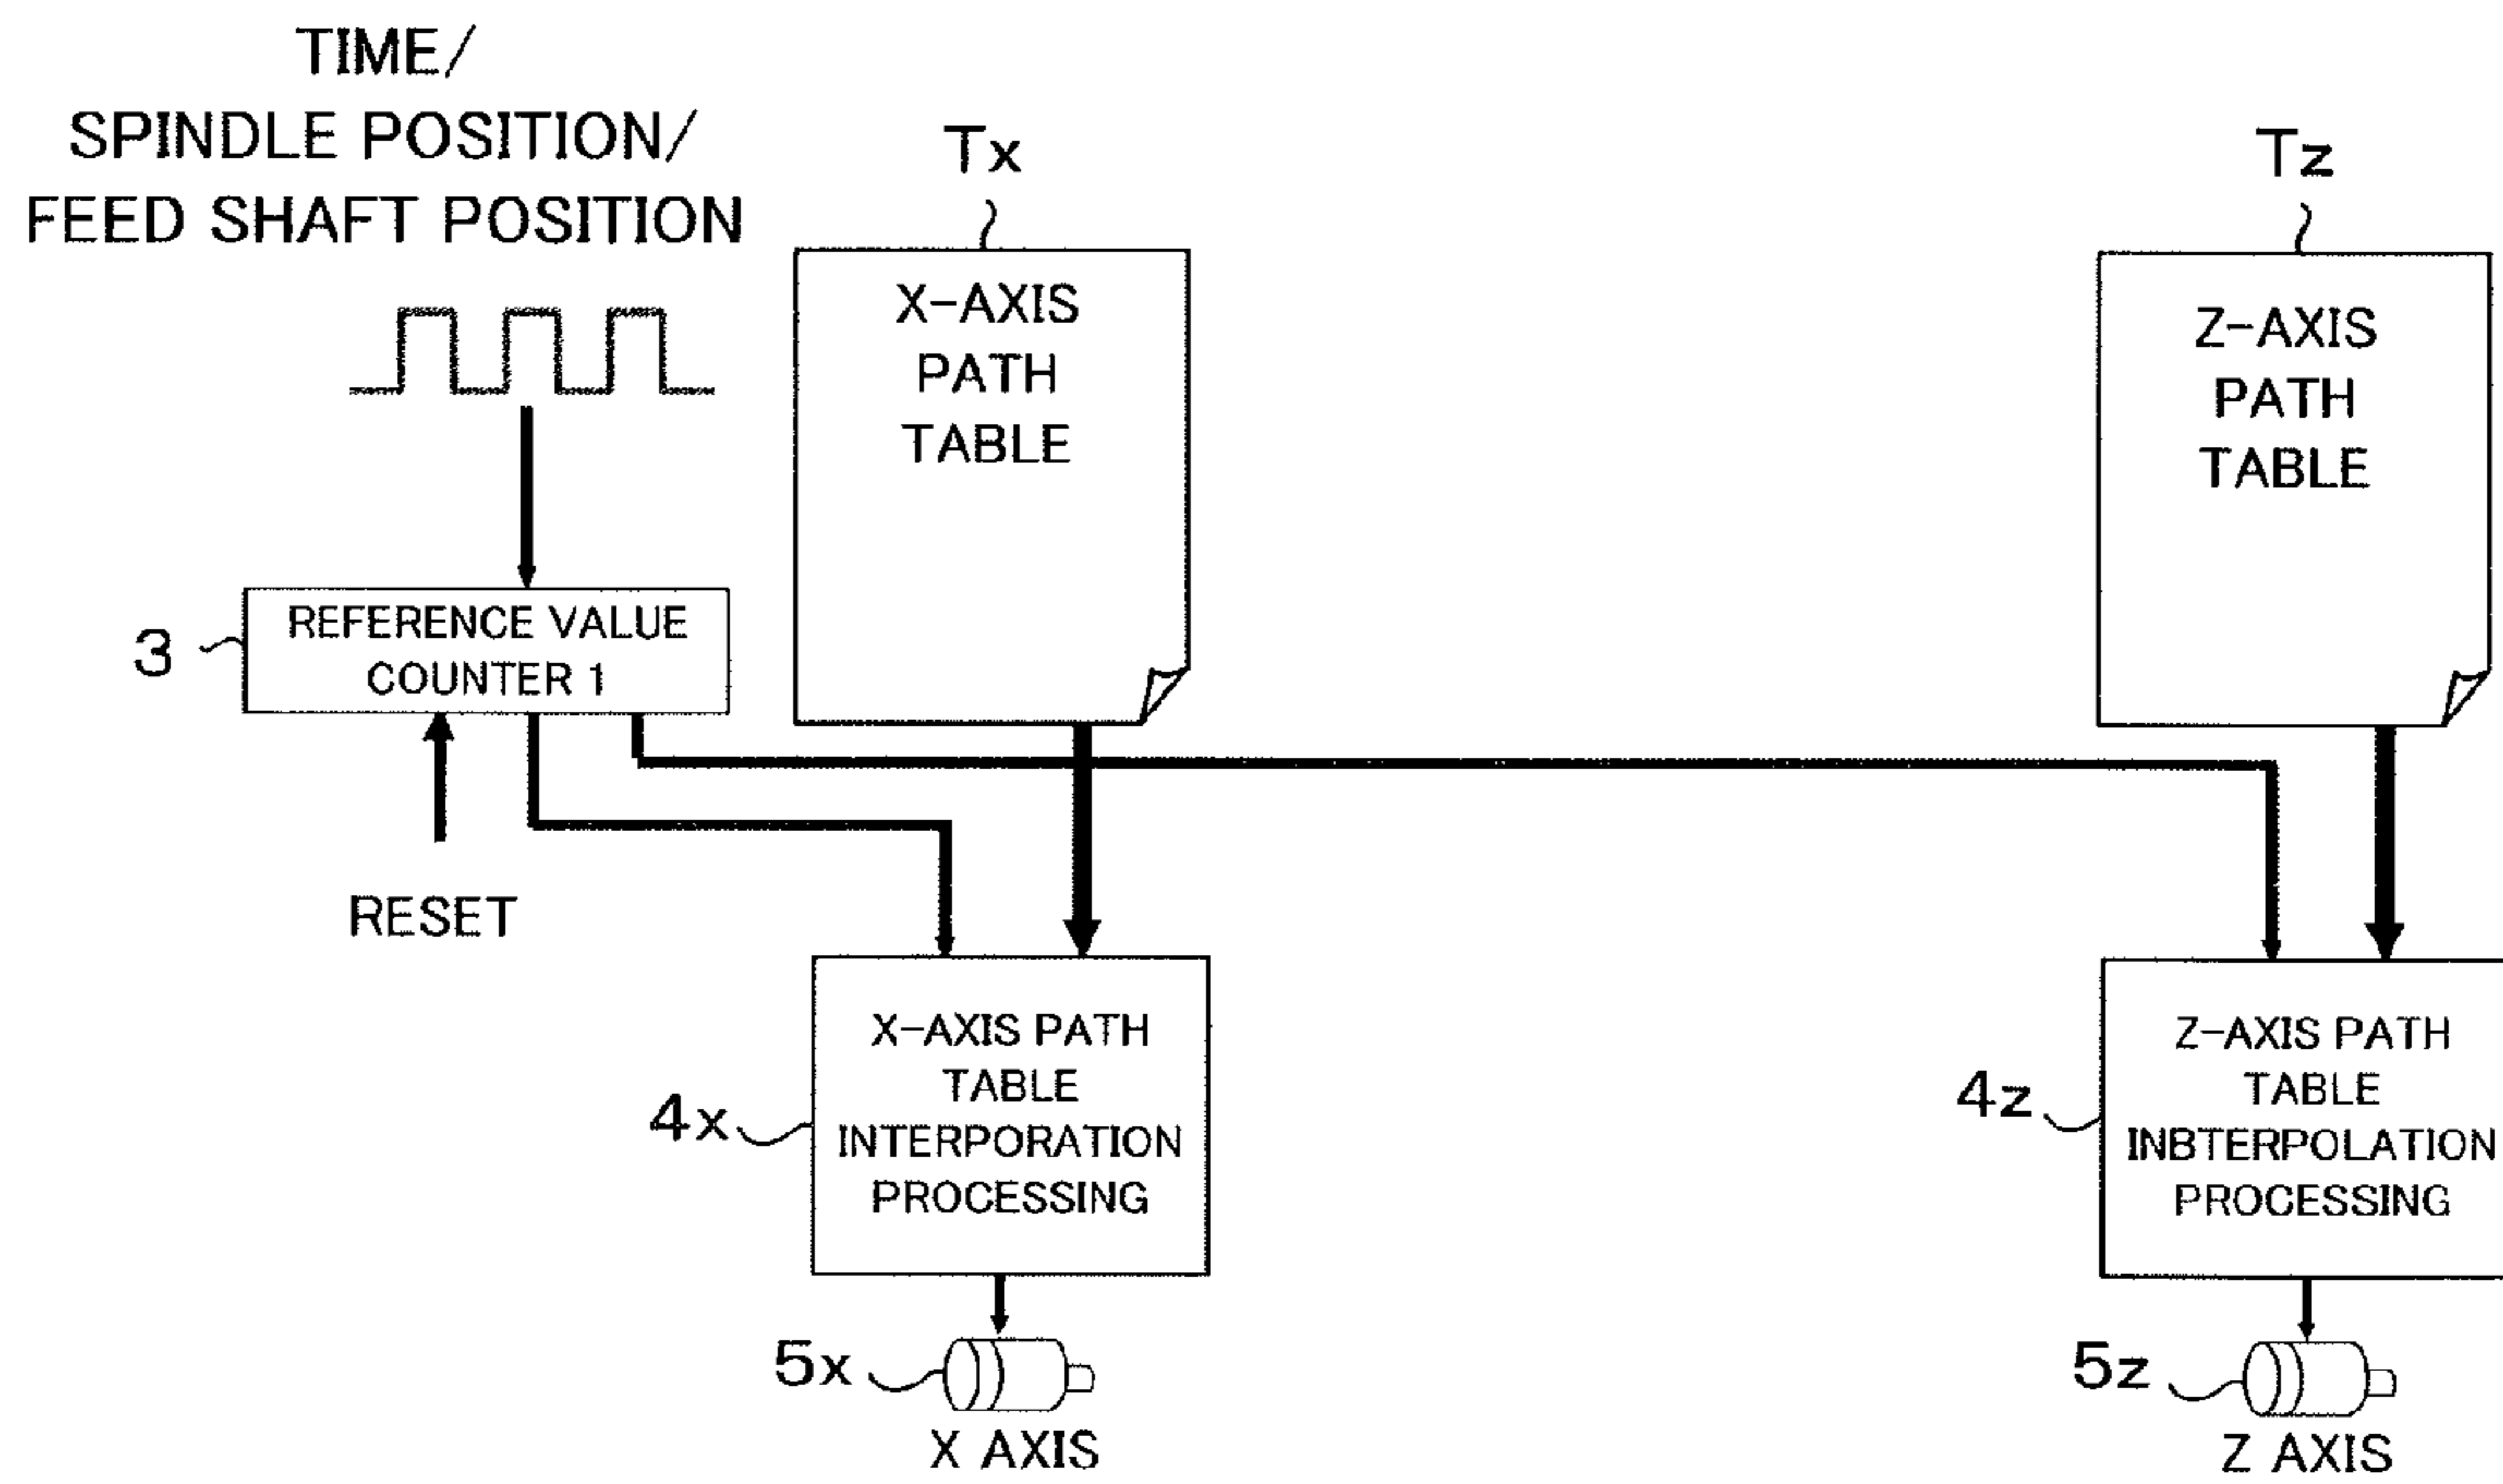 TIME/
SPINDLE POSITION/
FEED SHAFT POSITION
Tx
X-AXIS
PATH
TABLE
Tz
Z-AXIS
PATH
TABLE
3
REFERENCE VALUE
COUNTER 1
RESET
4x
X-AXIS PATH
TABLE
INTERPORATION
PROCESSING
4z
Z-AXIS PATH
TABLE
INBTERPOLATION
PROCESSING
5x
X AXIS
5z
Z AXIS